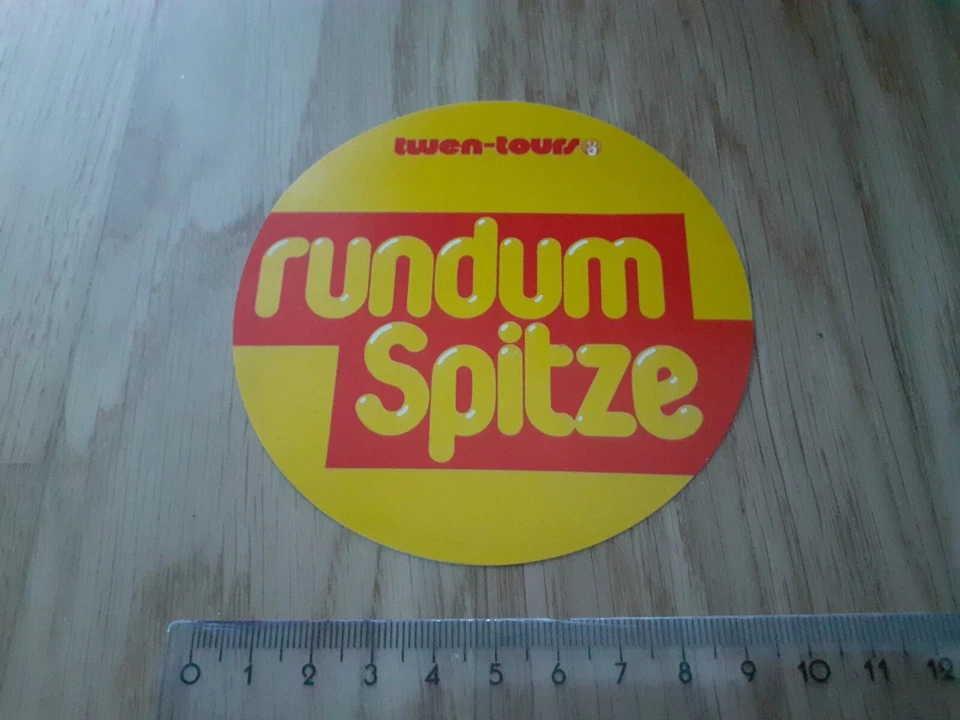 twen-tours
rundum
Spitze
0 1 2 3 4 5 6 7 8 9 10 11 12